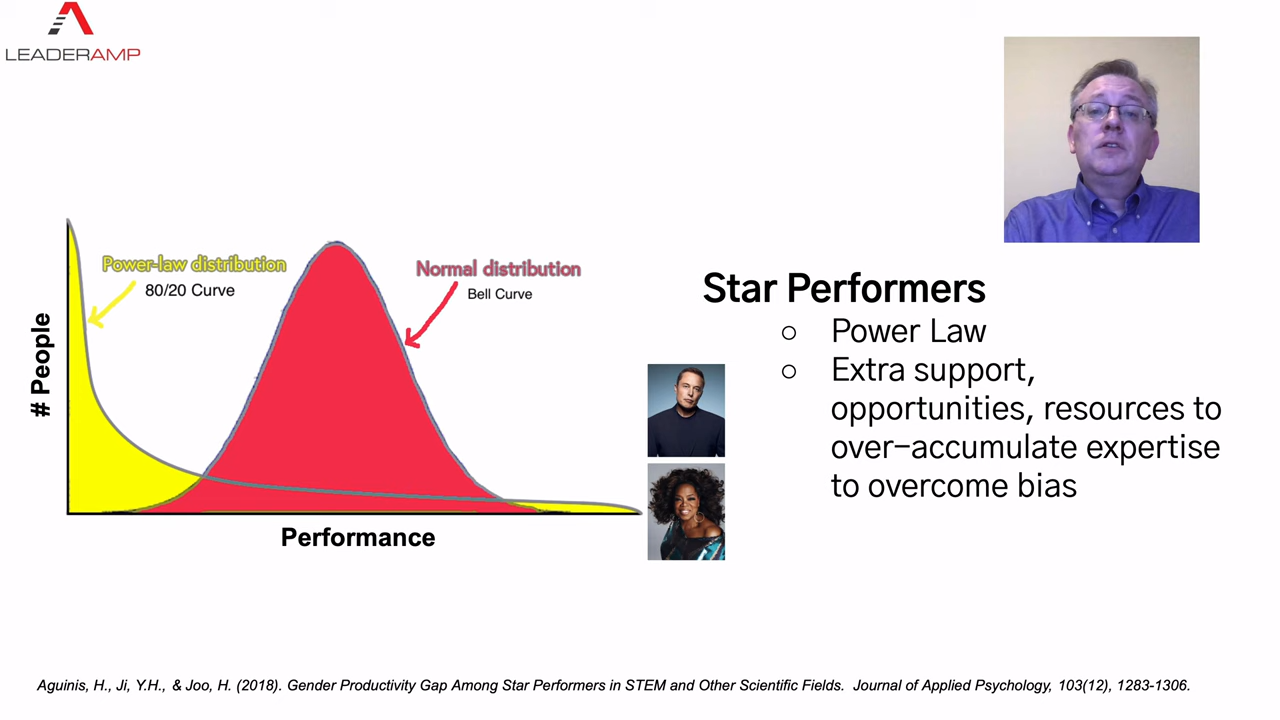 LEADERAMP
Power-law distribution
80/20 Curve
Normal distribution
Bell Curve
# People
Performance
Star Performers
○ Power Law
○ Extra support,
opportunities, resources to
over-accumulate expertise
to overcome bias
Aguinis, H., Ji, Y.H., & Joo, H. (2018). Gender Productivity Gap Among Star Performers in STEM and Other Scientific Fields. Journal of Applied Psychology, 103(12), 1283-1306.